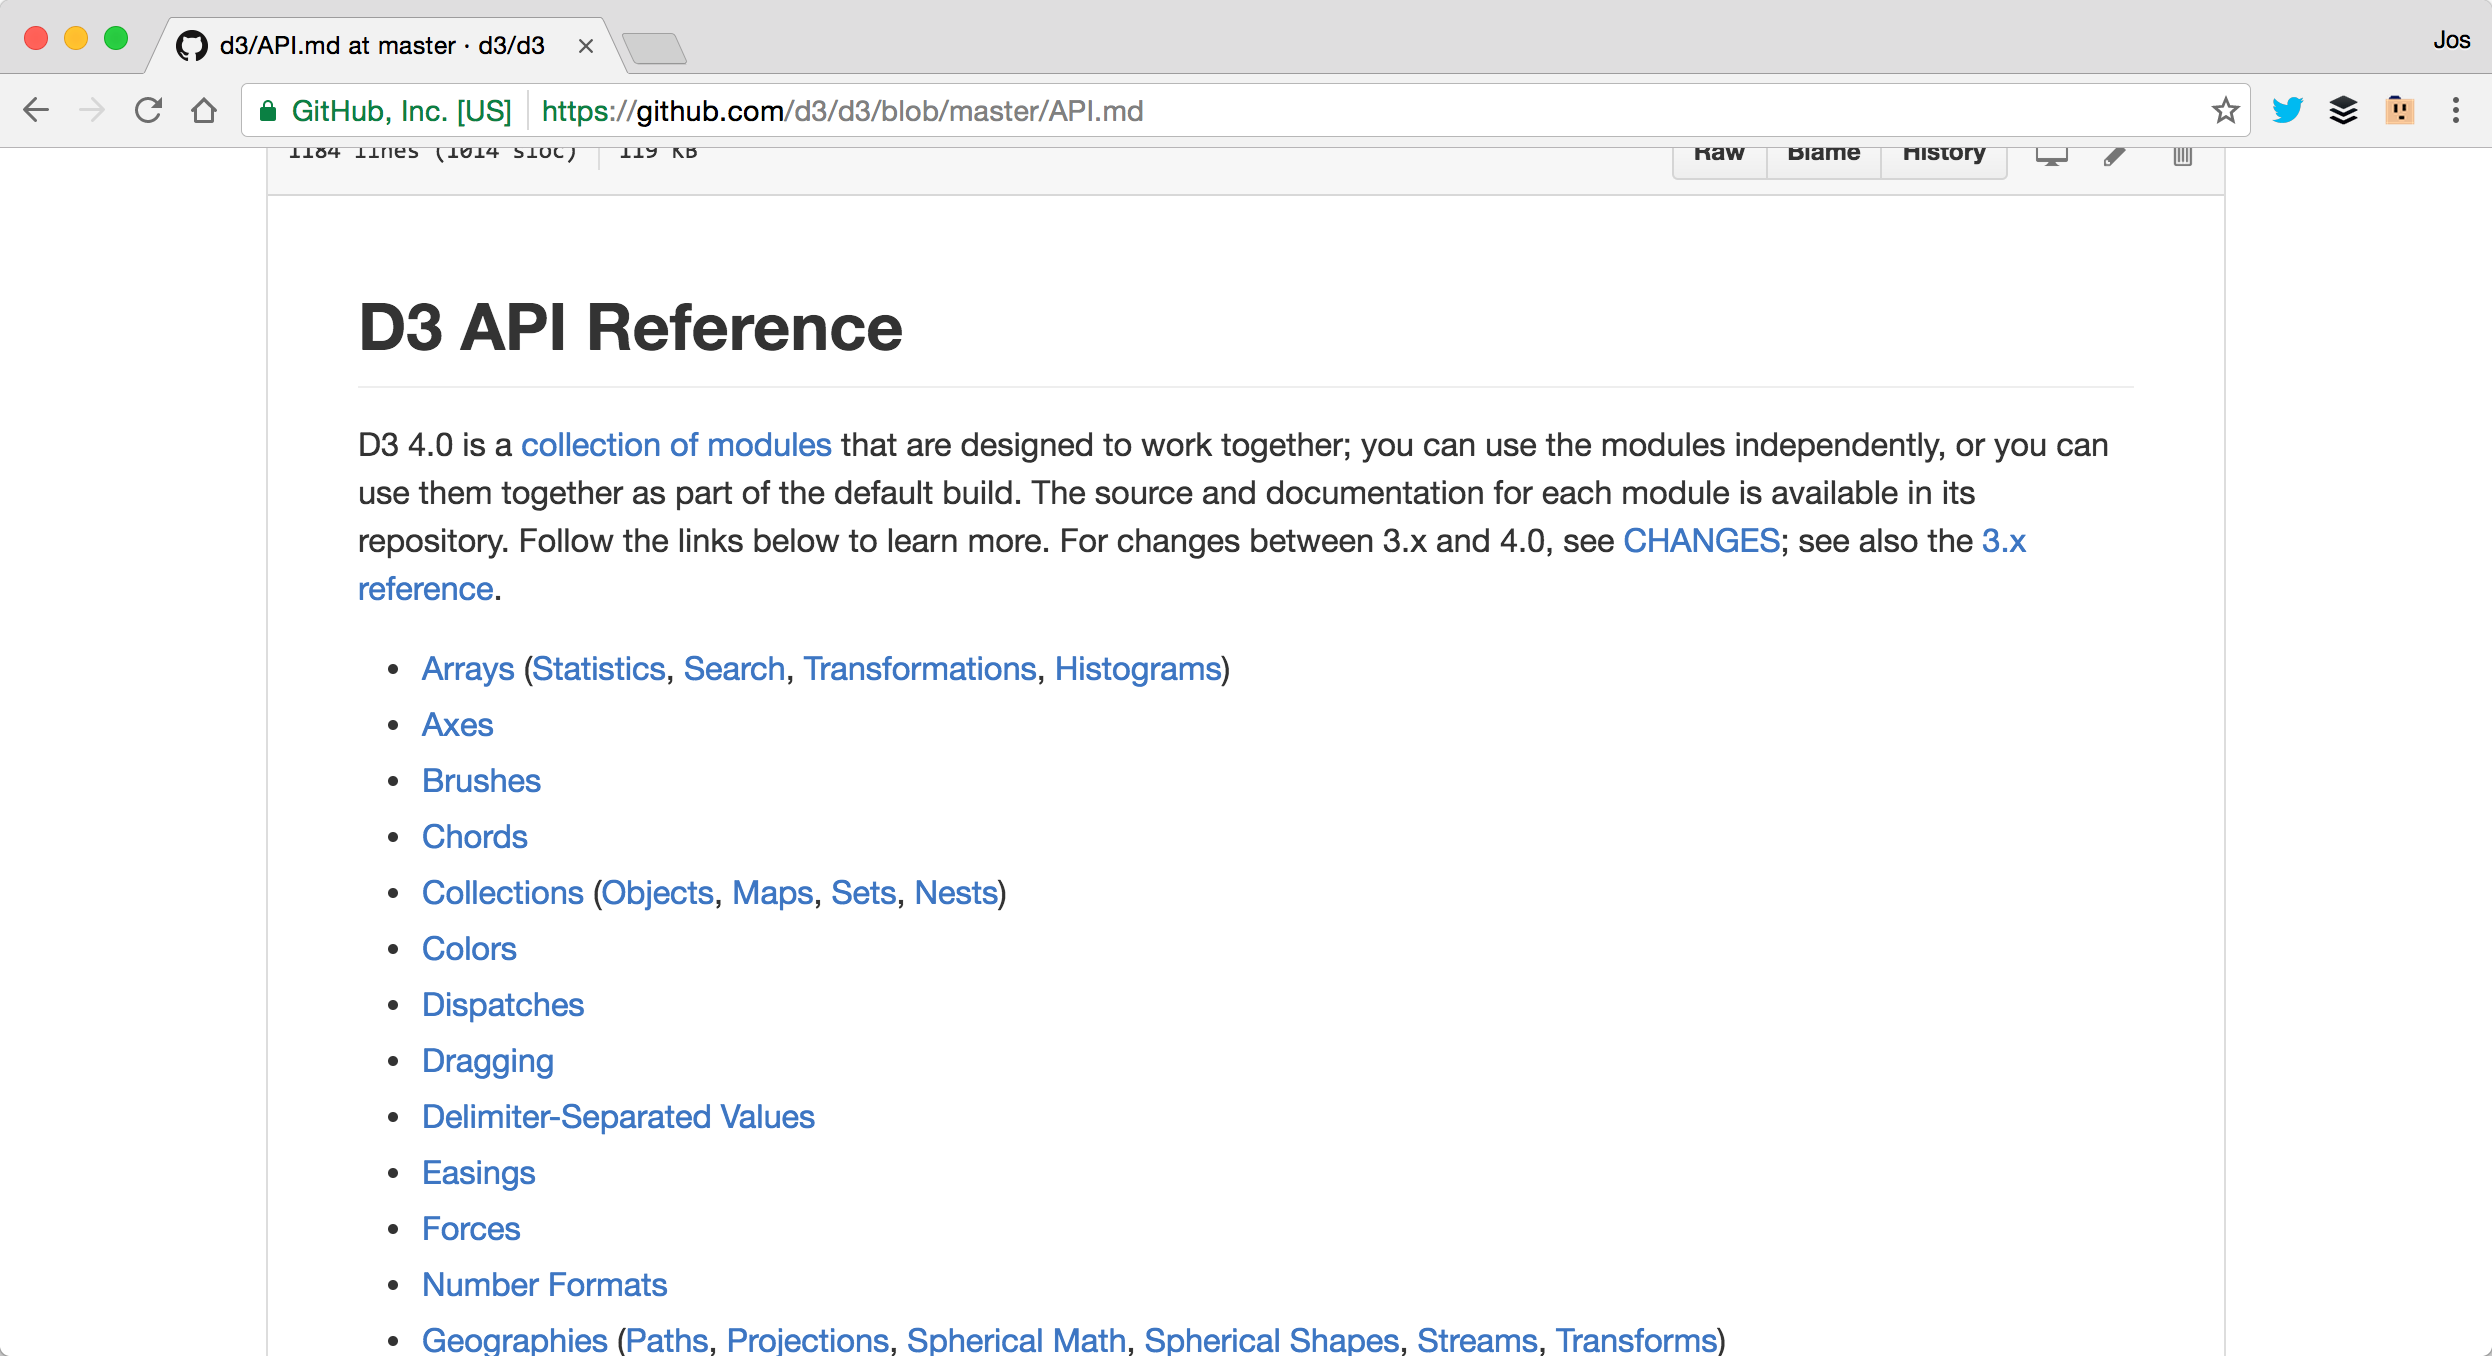 d3/API.md at master · d3/d3
Jos
GitHub, Inc. [US] https://github.com/d3/d3/blob/master/API.md
1184 lines (1014 sloc) 119 KB Raw Blame History
D3 API Reference
D3 4.0 is a collection of modules that are designed to work together; you can use the modules independently, or you can
use them together as part of the default build. The source and documentation for each module is available in its
repository. Follow the links below to learn more. For changes between 3.x and 4.0, see CHANGES; see also the 3.x
reference.
• Arrays (Statistics, Search, Transformations, Histograms)
• Axes
• Brushes
• Chords
• Collections (Objects, Maps, Sets, Nests)
• Colors
• Dispatches
• Dragging
• Delimiter-Separated Values
• Easings
• Forces
• Number Formats
• Geographies (Paths, Projections, Spherical Math, Spherical Shapes, Streams, Transforms)